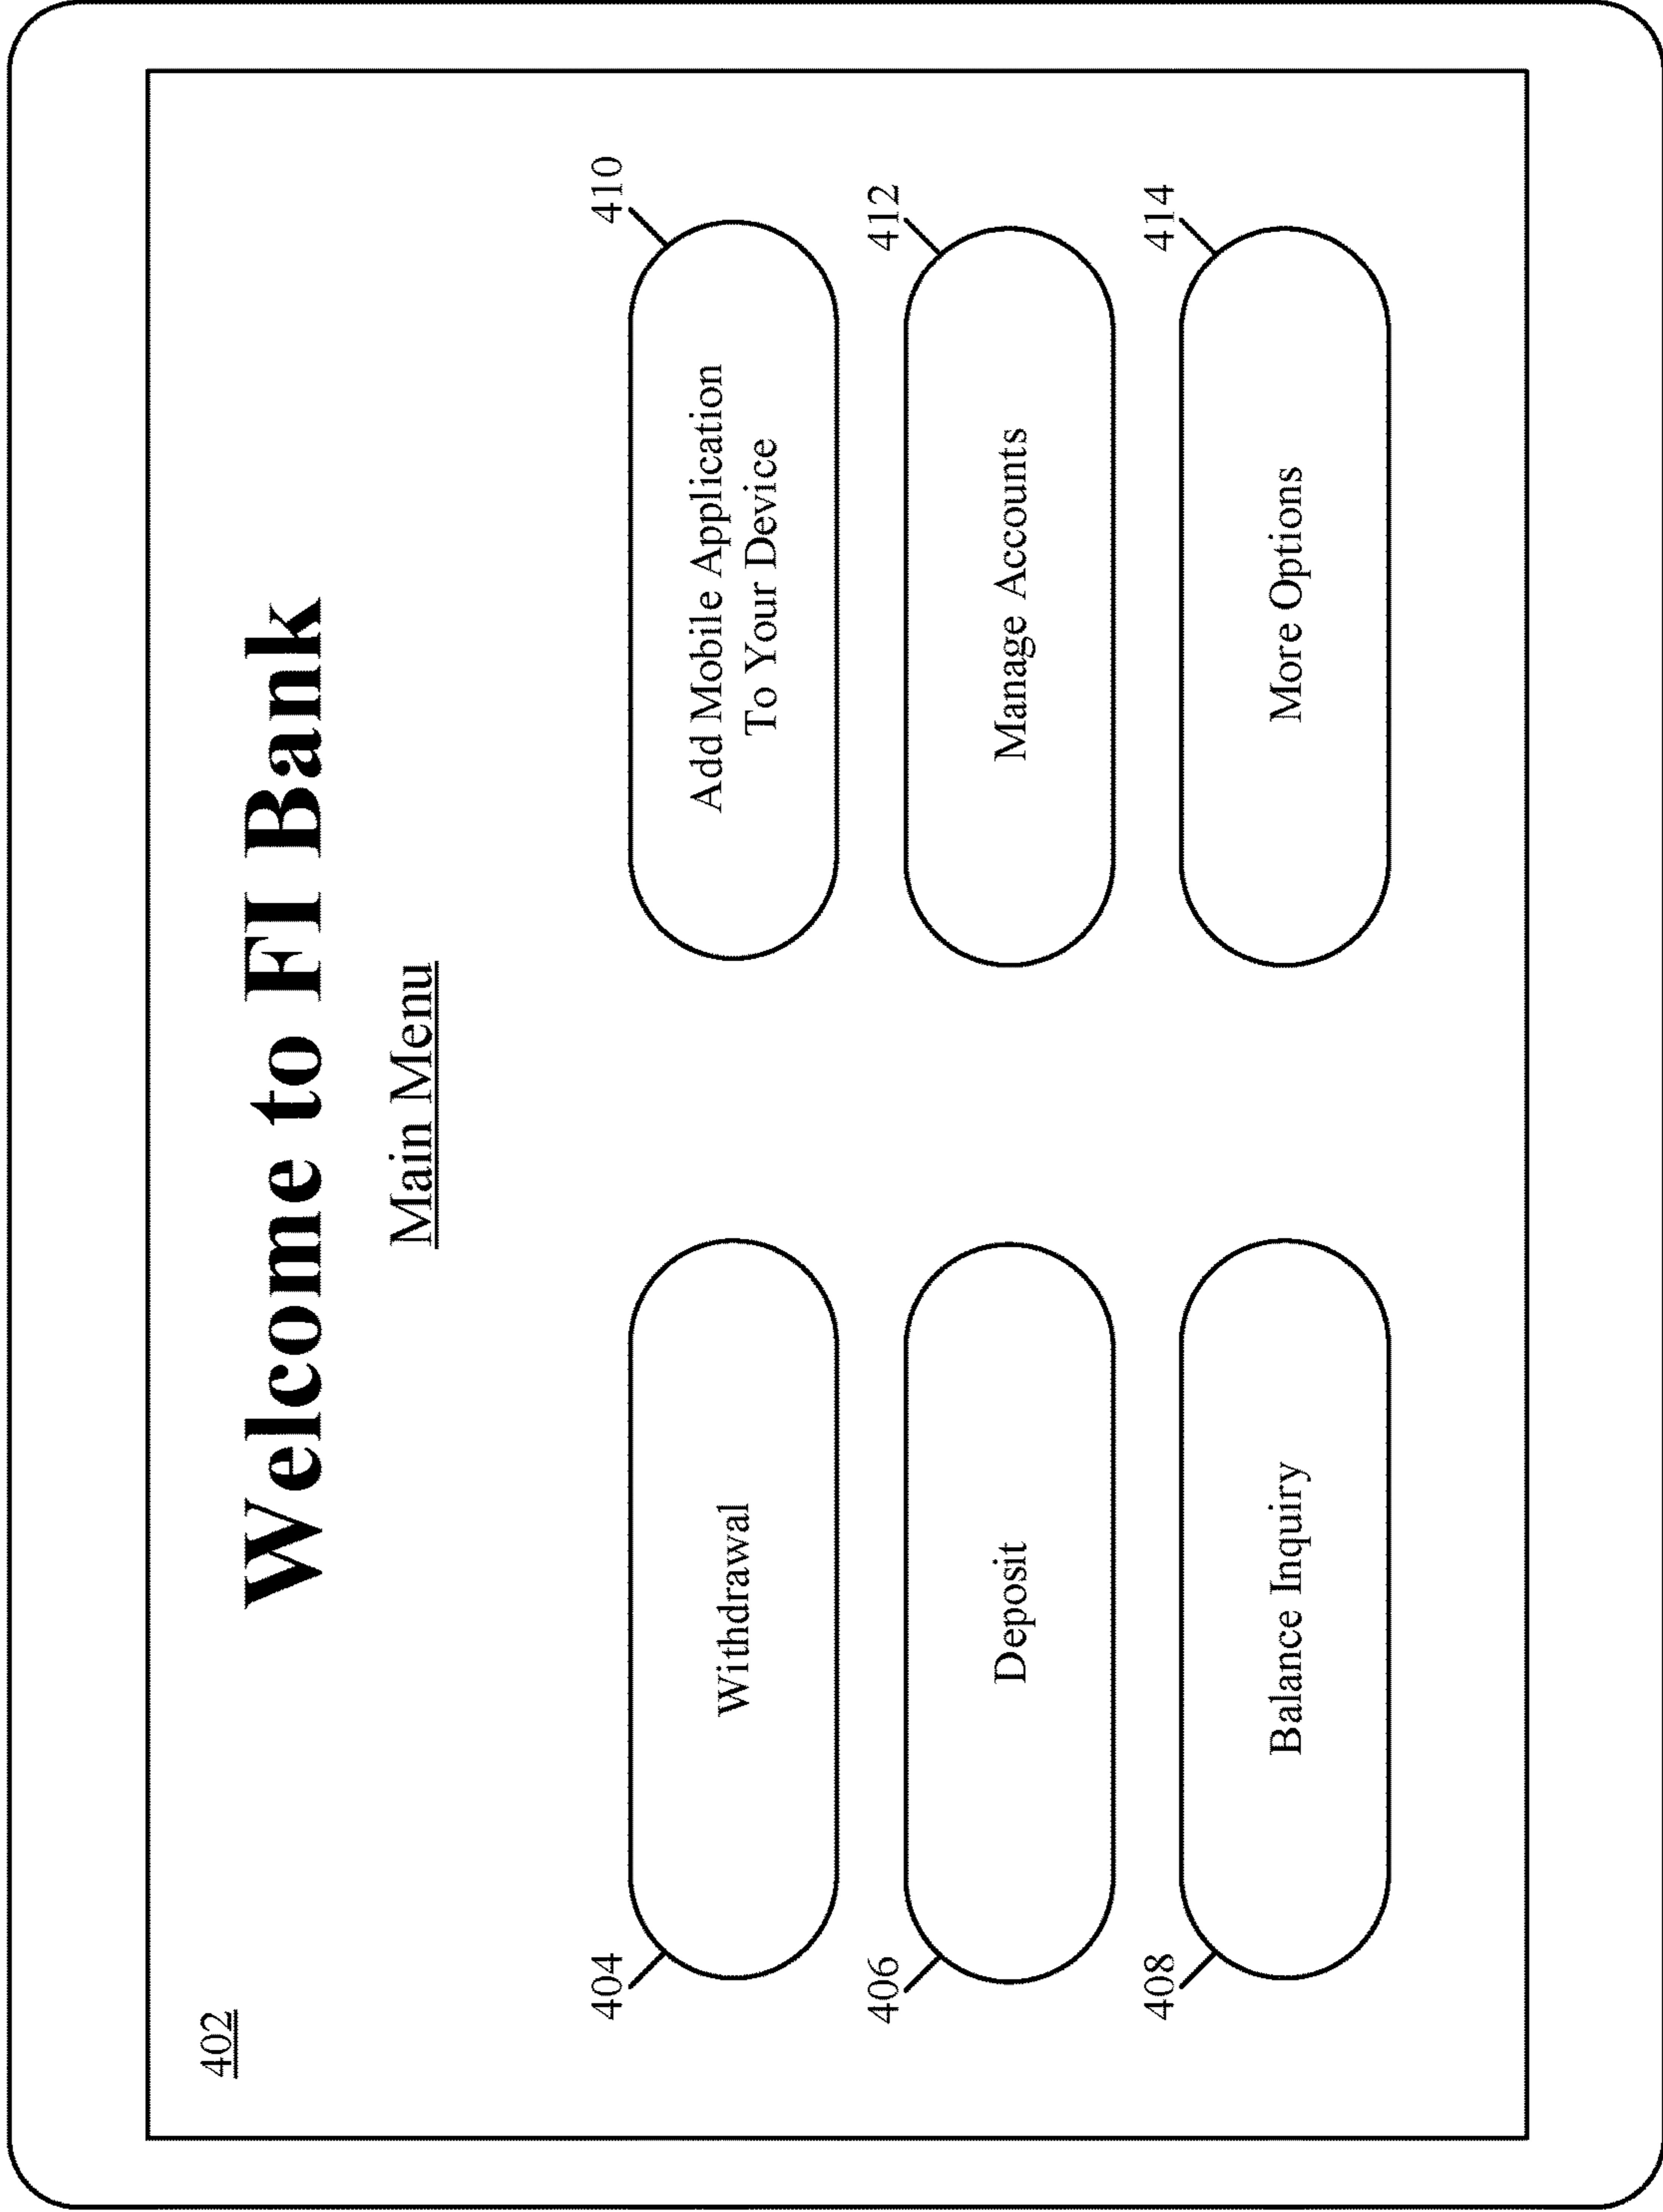 402
Welcome to FI Bank
Main Menu
404
Withdrawal
406
Deposit
408
Balance Inquiry
410
Add Mobile Application
To Your Device
412
Manage Accounts
414
More Options